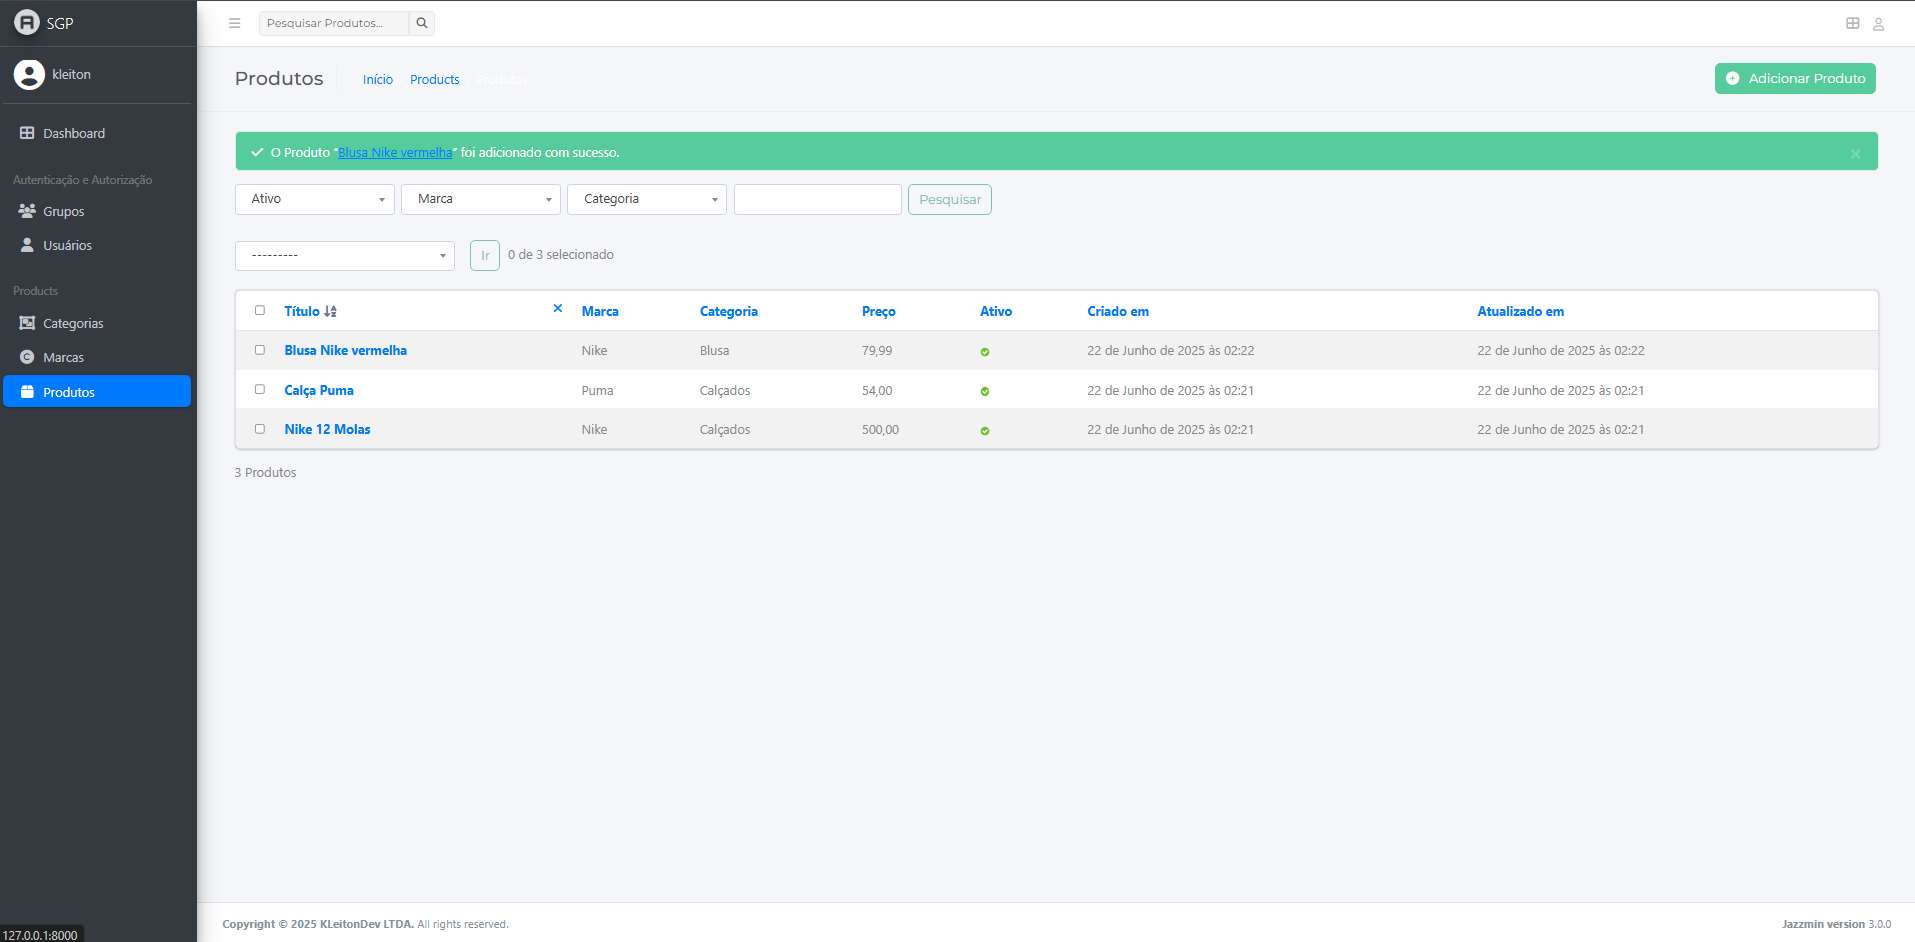 SGP
kleiton
Dashboard
Autenticação e Autorização
Grupos
Usuários
Products
Categorias
Marcas
Produtos
127.0.0.1:8000
Pesquisar Produtos...
Produtos
Início Products Produtos
Adicionar Produto
O Produto “Blusa Nike vermelha” foi adicionado com sucesso.
Ativo Marca Categoria Pesquisar
--------- Ir 0 de 3 selecionado
Título Marca Categoria Preço Ativo Criado em Atualizado em
Blusa Nike vermelha Nike Blusa 79,99 22 de Junho de 2025 às 02:22 22 de Junho de 2025 às 02:22
Calça Puma Puma Calçados 54,00 22 de Junho de 2025 às 02:21 22 de Junho de 2025 às 02:21
Nike 12 Molas Nike Calçados 500,00 22 de Junho de 2025 às 02:21 22 de Junho de 2025 às 02:21
3 Produtos
Copyright © 2025 KLeitonDev LTDA. All rights reserved.
Jazzmin version 3.0.0